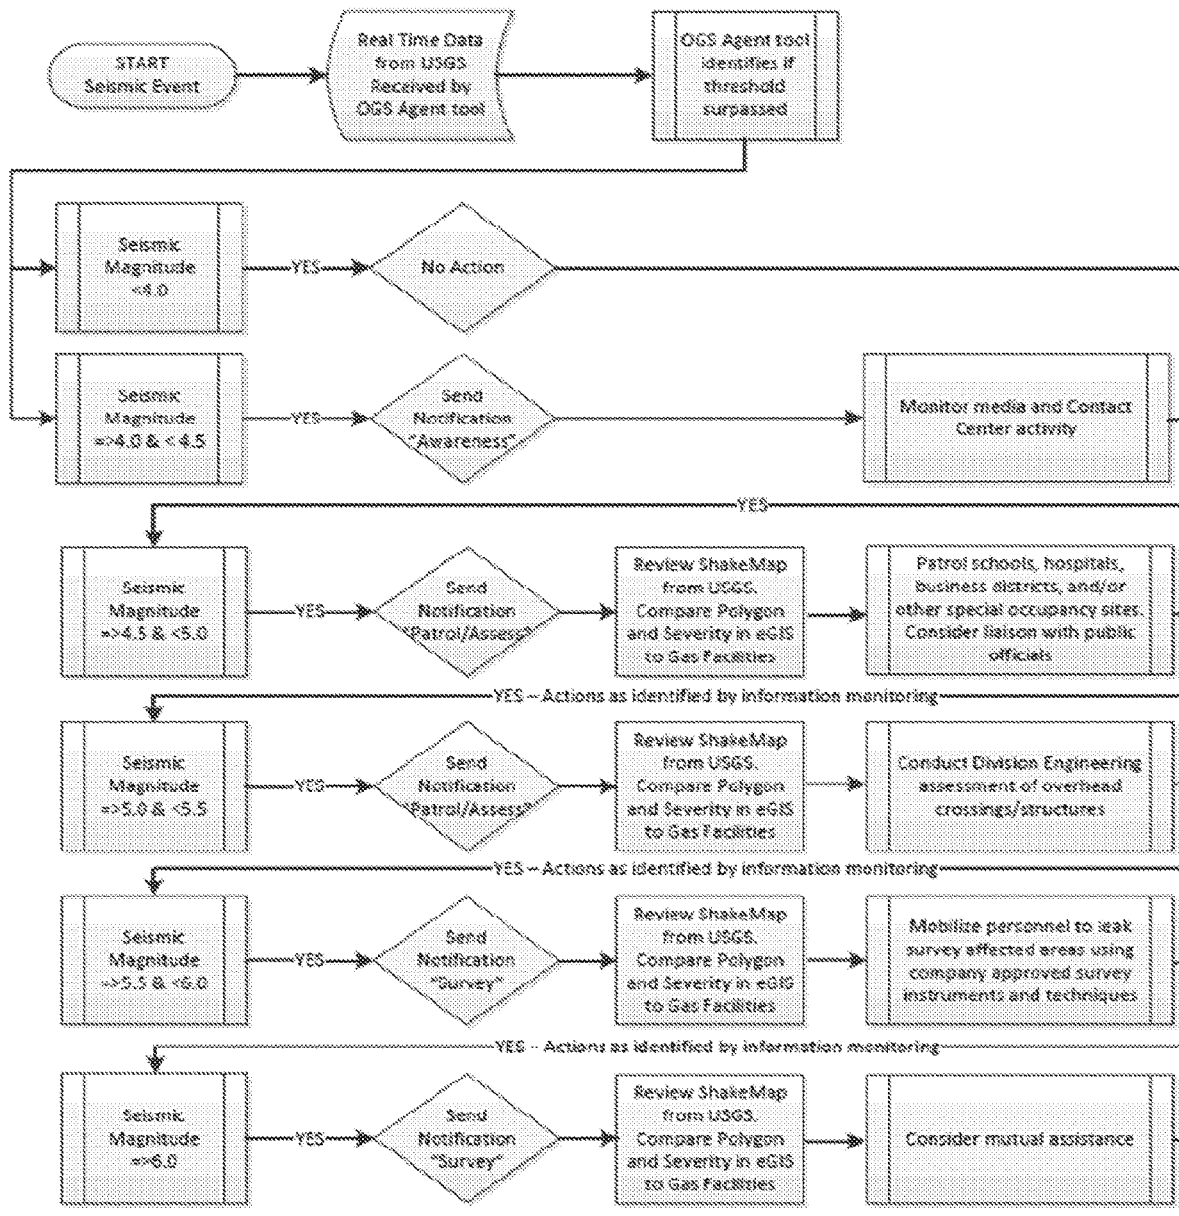 START
Seismic Event
Real Time Data
from USGS
Received by
OGS Agent tool
OGS Agent tool
identifies if
threshold
surpassed
Seismic
Magnitude
<4.0
YES
No Action
Seismic
Magnitude
=>4.0 & < 4.5
YES
Send
Notification
"Awareness"
Monitor media and Contact
Center activity
YES
Seismic
Magnitude
=>4.5 & <5.0
YES
Send
Notification
"Patrol/Assess"
Review ShakeMap
from USGS.
Compare Polygon
and Severity in eGIS
to Gas Facilities
Patrol schools, hospitals,
business districts, and/or
other special occupancy sites.
Consider liaison with public
officials
YES – Actions as identified by information monitoring
Seismic
Magnitude
=>5.0 & <5.5
YES
Send
Notification
"Patrol/Assess"
Review ShakeMap
from USGS.
Compare Polygon
and Severity in eGIS
to Gas Facilities
Conduct Division Engineering
assessment of overhead
crossings/structures
YES – Actions as identified by information monitoring
Seismic
Magnitude
=>5.5 & <6.0
YES
Send
Notification
"Survey"
Review ShakeMap
from USGS.
Compare Polygon
and Severity in eGIS
to Gas Facilities
Mobilize personnel to leak
survey affected areas using
company approved survey
instruments and techniques
YES – Actions as identified by information monitoring
Seismic
Magnitude
=>6.0
YES
Send
Notification
"Survey"
Review ShakeMap
from USGS.
Compare Polygon
and Severity in eGIS
to Gas Facilities
Consider mutual assistance